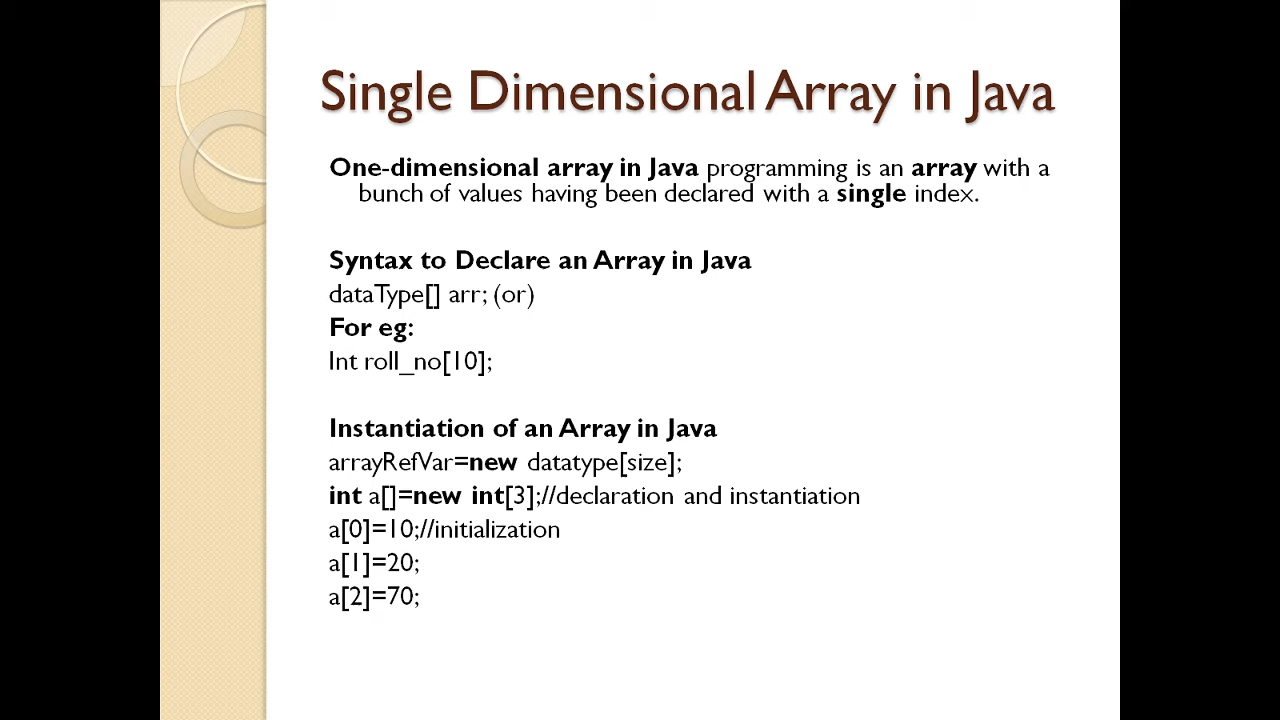 Single Dimensional Array in Java
One-dimensional array in Java programming is an array with a
bunch of values having been declared with a single index.
Syntax to Declare an Array in Java
dataType[] arr; (or)
For eg:
Int roll_no[10];
Instantiation of an Array in Java
arrayRefVar=new datatype[size];
int a[]=new int[3];//declaration and instantiation
a[0]=10;//initialization
a[1]=20;
a[2]=70;